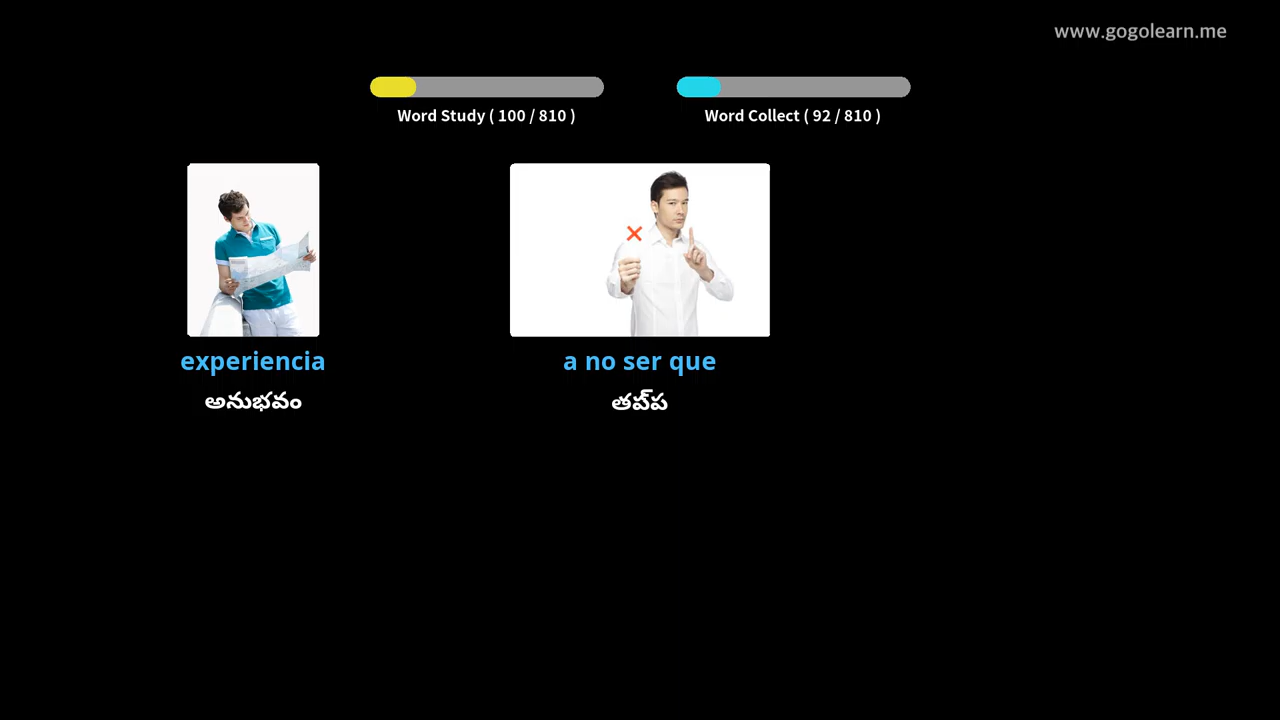 www.gogolearn.me
Word Study ( 100 / 810 )
Word Collect ( 92 / 810 )
experiencia
అనుభవం
a no ser que
తప్ప